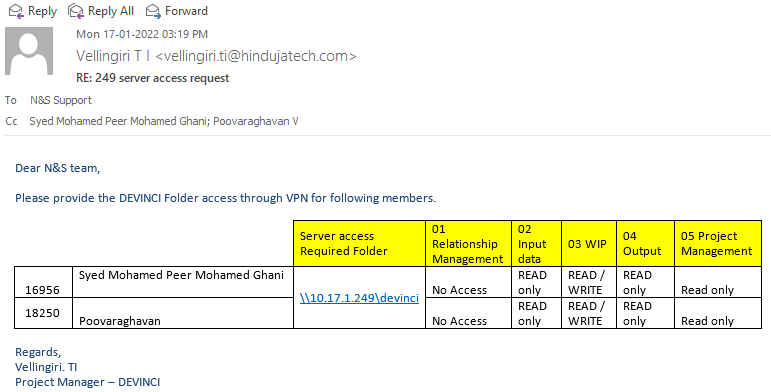 Reply Reply All Forward
Mon 17-01-2022 03:19 PM
Vellingiri T I <vellingiri.ti@hindujatech.com>
RE: 249 server access request
To N&S Support
Cc Syed Mohamed Peer Mohamed Ghani; Poovaraghavan V
Dear N&S team,
Please provide the DEVINCI Folder access through VPN for following members.
Server access Required Folder 01 Relationship Management 02 Input data 03 WIP 04 Output 05 Project Management
16956 Syed Mohamed Peer Mohamed Ghani \\10.17.1.249\devinci No Access READ only READ / WRITE READ only Read only
18250 Poovaraghavan No Access READ only READ / WRITE READ only Read only
Regards,
Vellingiri. TI
Project Manager – DEVINCI